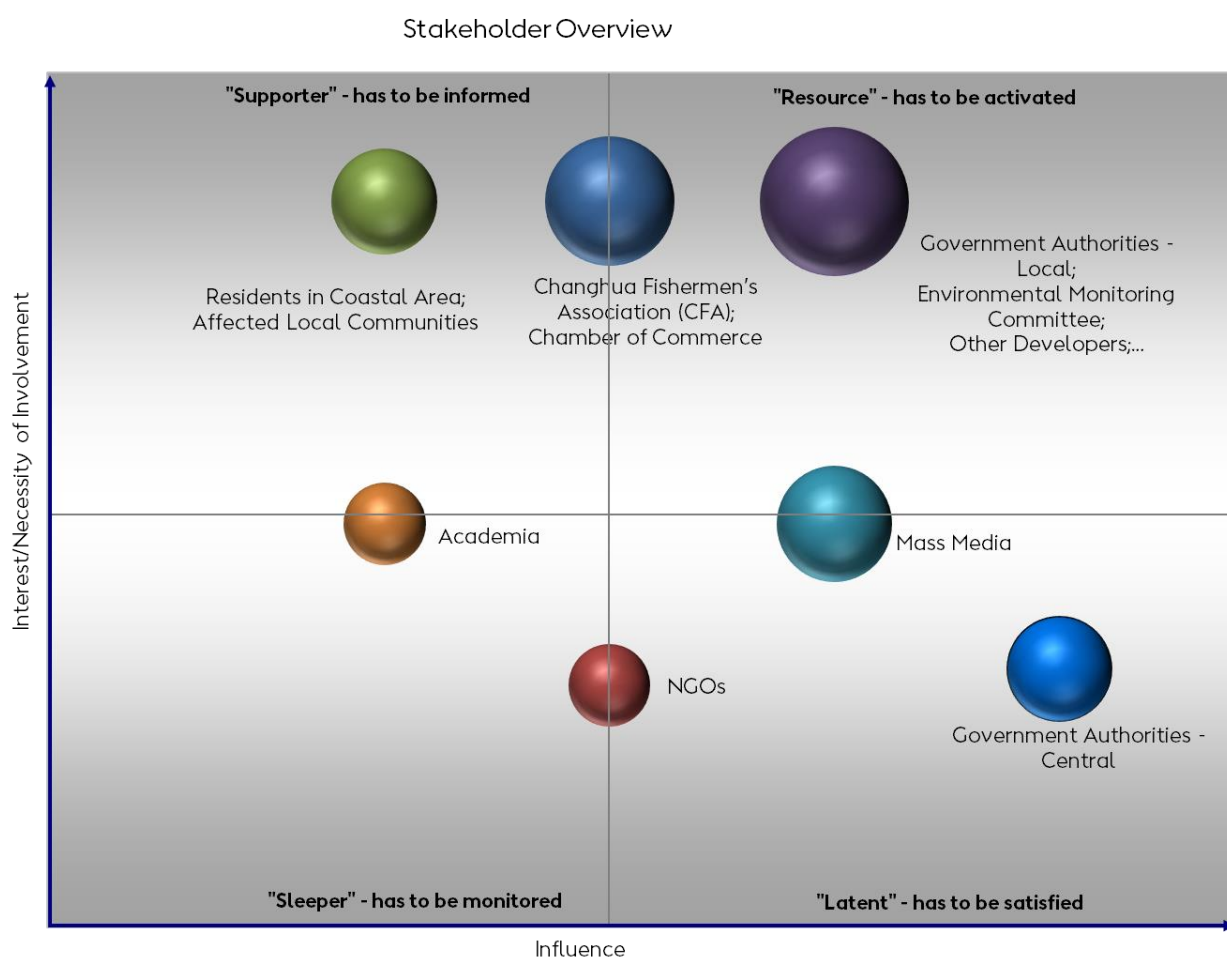 Stakeholder Overview
"Supporter" - has to be informed
"Resource" - has to be activated
Government Authorities -
Local;
Environmental Monitoring
Committee;
Other Developers;...
Changhua Fishermen's
Association (CFA);
Chamber of Commerce
Residents in Coastal Area;
Affected Local Communities
Interest/Necessity of Involvement
Academia
Mass Media
NGOs
Government Authorities -
Central
"Sleeper" - has to be monitored
"Latent" - has to be satisfied
Influence